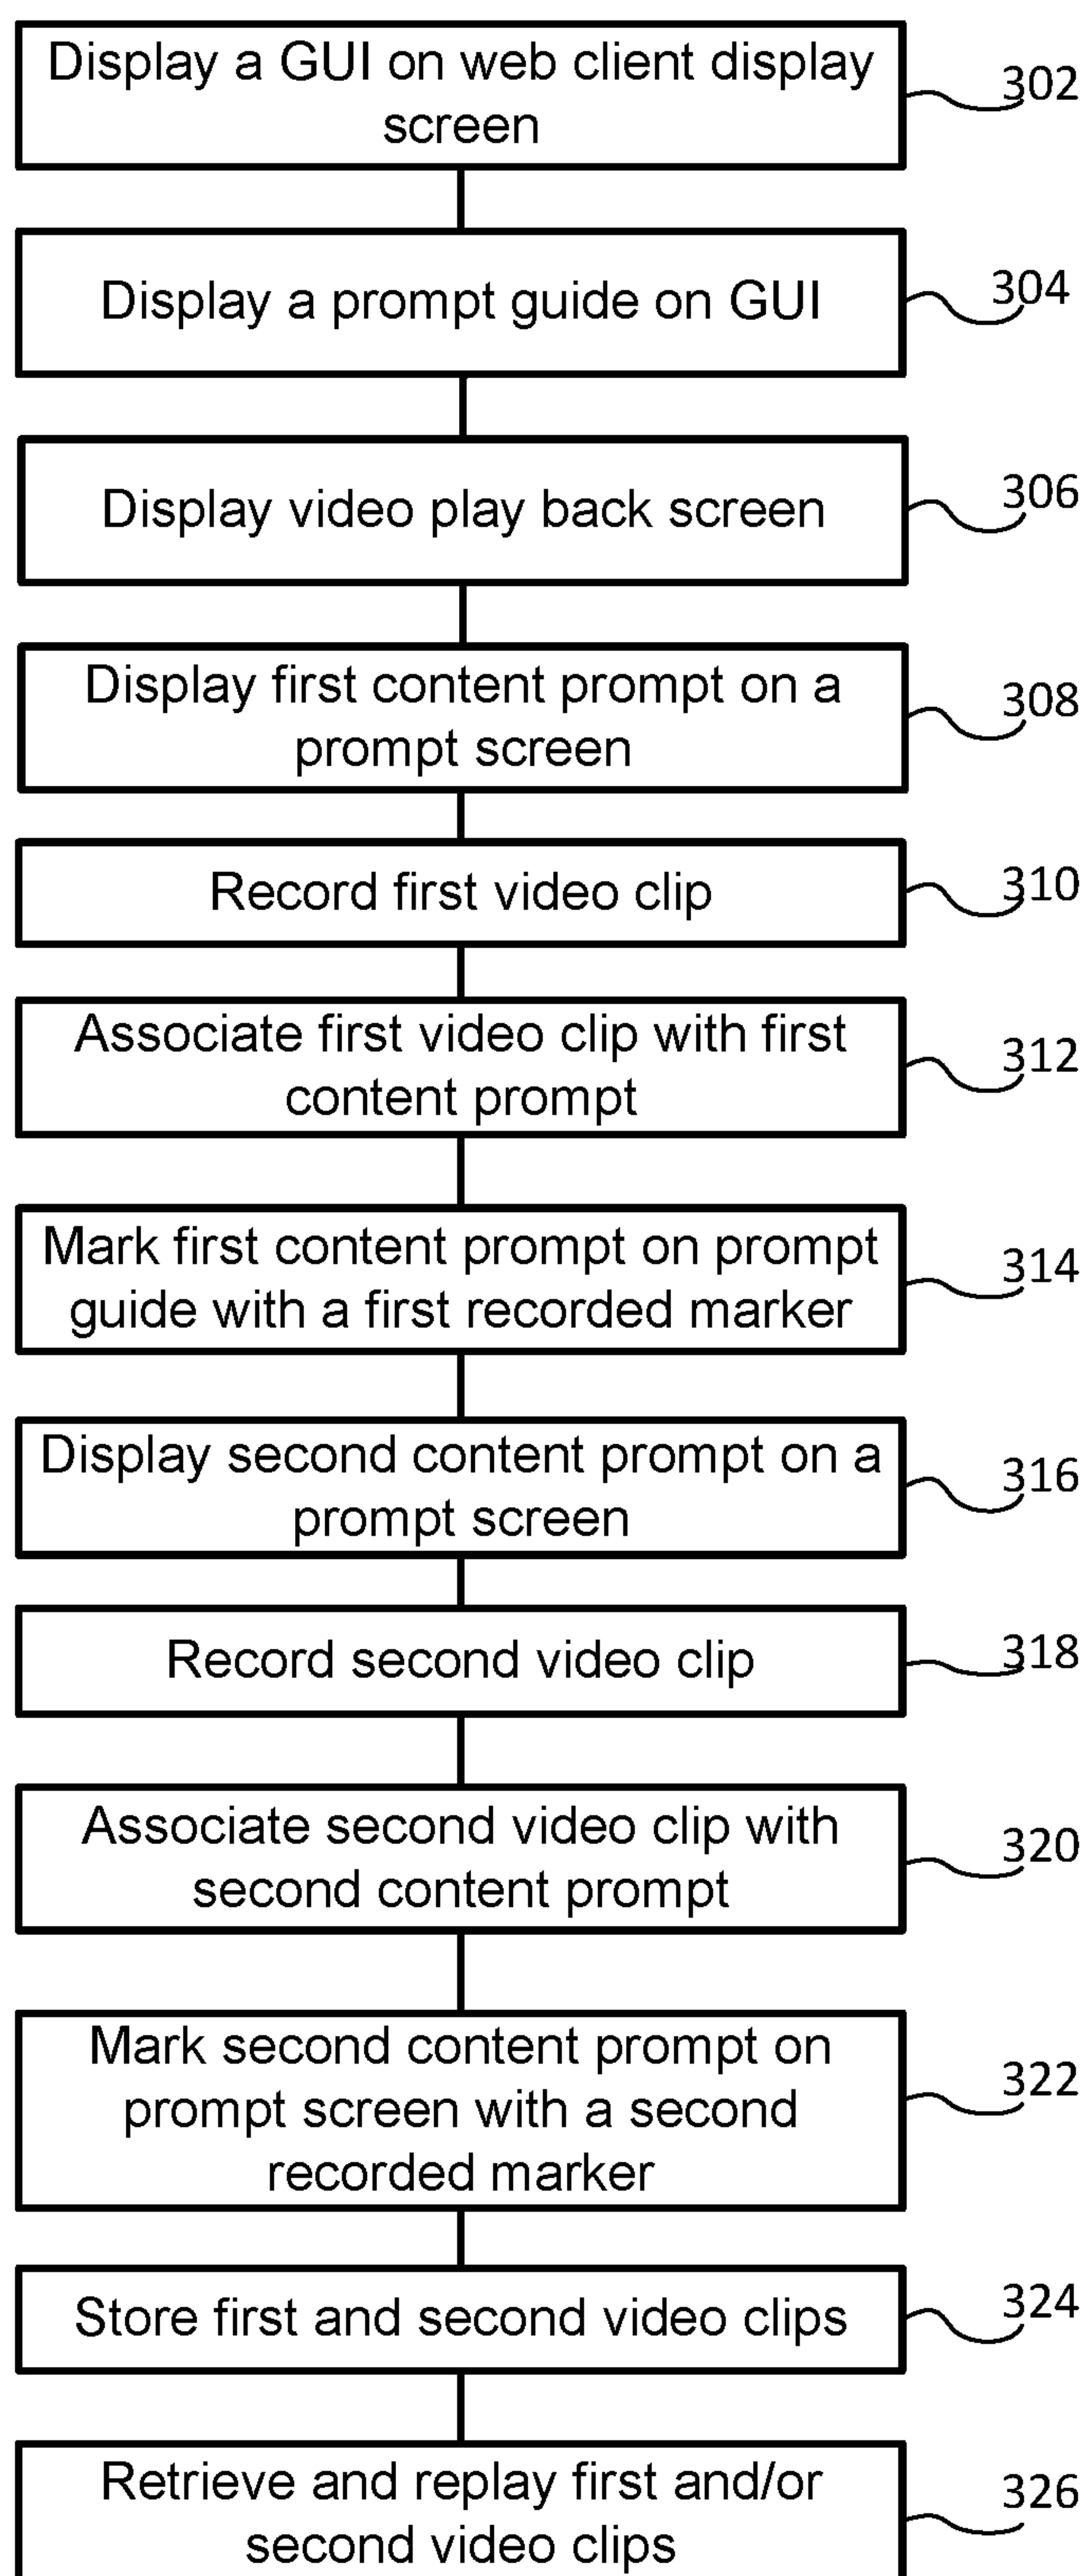 Display a GUI on web client display
screen
302
Display a prompt guide on GUI
304
Display video play back screen
306
Display first content prompt on a
prompt screen
308
Record first video clip
310
Associate first video clip with first
content prompt
312
Mark first content prompt on prompt
guide with a first recorded marker
314
Display second content prompt on a
prompt screen
316
Record second video clip
318
Associate second video clip with
second content prompt
320
Mark second content prompt on
prompt screen with a second
recorded marker
322
Store first and second video clips
324
Retrieve and replay first and/or
second video clips
326